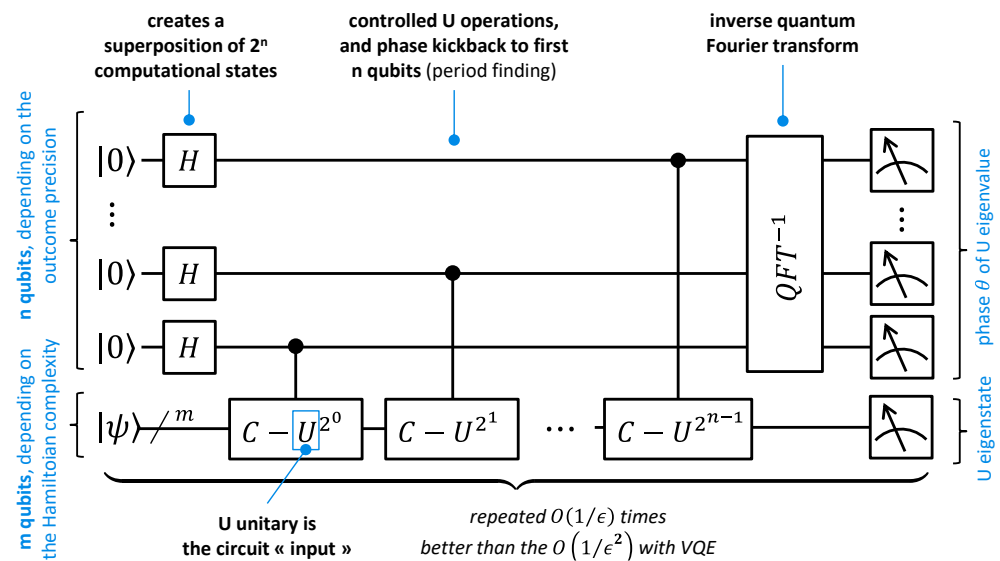 creates a
superposition of 2ⁿ
computational states
controlled U operations,
and phase kickback to first
n qubits (period finding)
inverse quantum
Fourier transform
n qubits, depending on the
outcome precision
m qubits, depending on
the Hamiltoian complexity
|0⟩ H
⋮ ⋮
|0⟩ H
|0⟩ H
QFT⁻¹
|ψ⟩ m C − U^2^0 C − U^2^1 ⋯ C − U^2^n−1
phase θ of U eigenvalue
U eigenstate
U unitary is
the circuit « input »
repeated O(1/ϵ) times
better than the O (1/ϵ²) with VQE